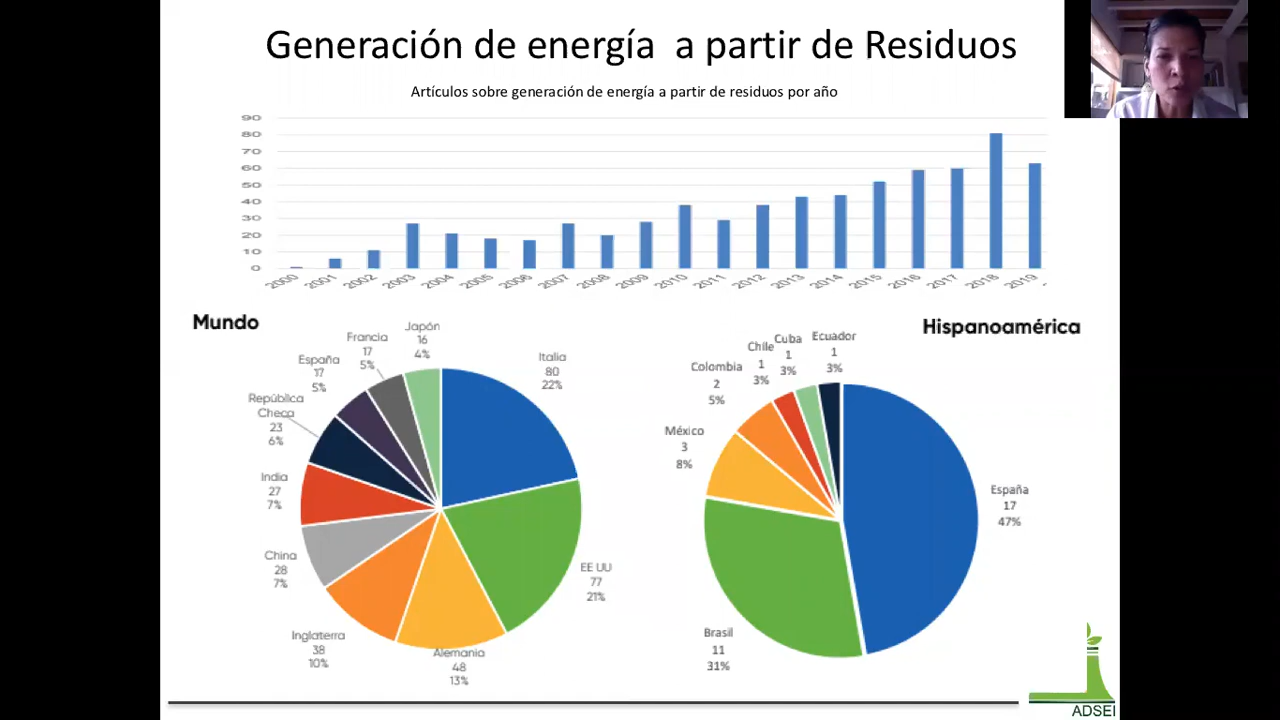 Generación de energía a partir de Residuos
Artículos sobre generación de energía a partir de residuos por año
90
80
70
60
50
40
30
20
10
0
2000
2001
2002
2003
2004
2005
2006
2007
2008
2009
2010
2011
2012
2013
2014
2015
2016
2017
2018
2019
Mundo
Japón
16
4%
Francia
17
5%
España
17
5%
República
Checa
23
6%
India
27
7%
China
28
7%
Inglaterra
38
10%
Alemania
48
13%
EE UU
77
21%
Italia
80
22%
Hispanoamérica
Ecuador
1
3%
Cuba
1
3%
Chile
1
3%
Colombia
2
5%
México
3
8%
Brasil
11
31%
España
17
47%
ADSEI